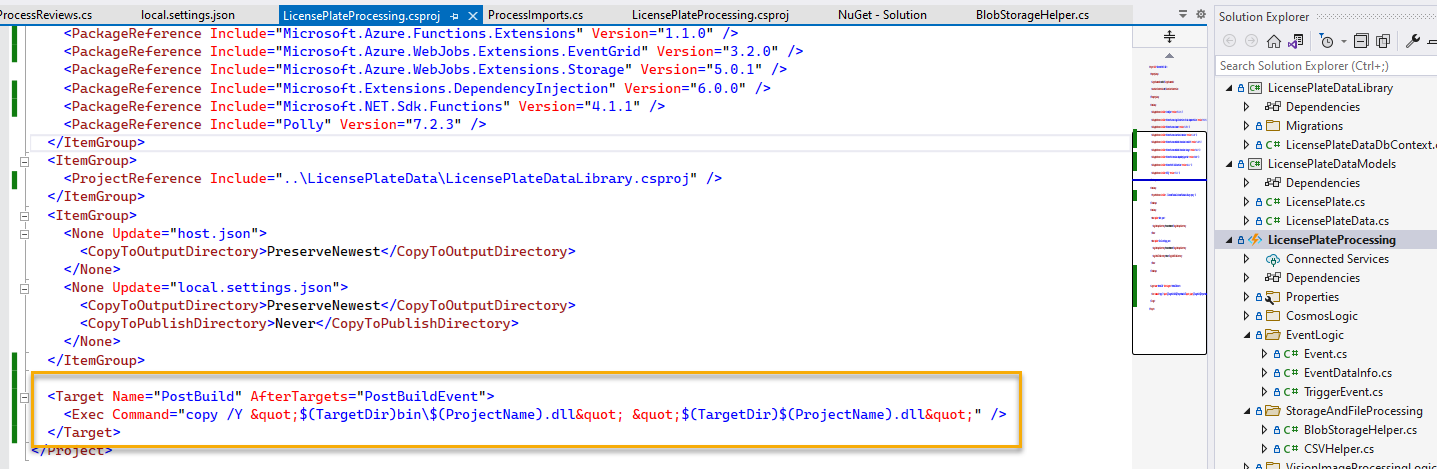 ProcessReviews.cs local.settings.json LicensePlateProcessing.csproj ProcessImports.cs LicensePlateProcessing.csproj NuGet - Solution BlobStorageHelper.cs
<PackageReference Include="Microsoft.Azure.Functions.Extensions" Version="1.1.0" />
<PackageReference Include="Microsoft.Azure.WebJobs.Extensions.EventGrid" Version="3.2.0" />
<PackageReference Include="Microsoft.Azure.WebJobs.Extensions.Storage" Version="5.0.1" />
<PackageReference Include="Microsoft.Extensions.DependencyInjection" Version="6.0.0" />
<PackageReference Include="Microsoft.NET.Sdk.Functions" Version="4.1.1" />
<PackageReference Include="Polly" Version="7.2.3" />
</ItemGroup>
<ItemGroup>
<ProjectReference Include="..\LicensePlateData\LicensePlateDataLibrary.csproj" />
</ItemGroup>
<ItemGroup>
<None Update="host.json">
<CopyToOutputDirectory>PreserveNewest</CopyToOutputDirectory>
</None>
<None Update="local.settings.json">
<CopyToOutputDirectory>PreserveNewest</CopyToOutputDirectory>
<CopyToPublishDirectory>Never</CopyToPublishDirectory>
</None>
</ItemGroup>
<Target Name="PostBuild" AfterTargets="PostBuildEvent">
<Exec Command="copy /Y &quot;$(TargetDir)bin\$(ProjectName).dll&quot; &quot;$(TargetDir)$(ProjectName).dll&quot;" />
</Target>
</Project>
Solution Explorer
Search Solution Explorer (Ctrl+;)
C# LicensePlateDataLibrary
Dependencies
Migrations
C# LicensePlateDataDbContext.c
C# LicensePlateDataModels
Dependencies
C# LicensePlate.cs
C# LicensePlateData.cs
LicensePlateProcessing
Connected Services
Dependencies
Properties
CosmosLogic
EventLogic
C# Event.cs
C# EventDataInfo.cs
C# TriggerEvent.cs
StorageAndFileProcessing
C# BlobStorageHelper.cs
C# CSVHelper.cs
VisionImageProcessingLogic